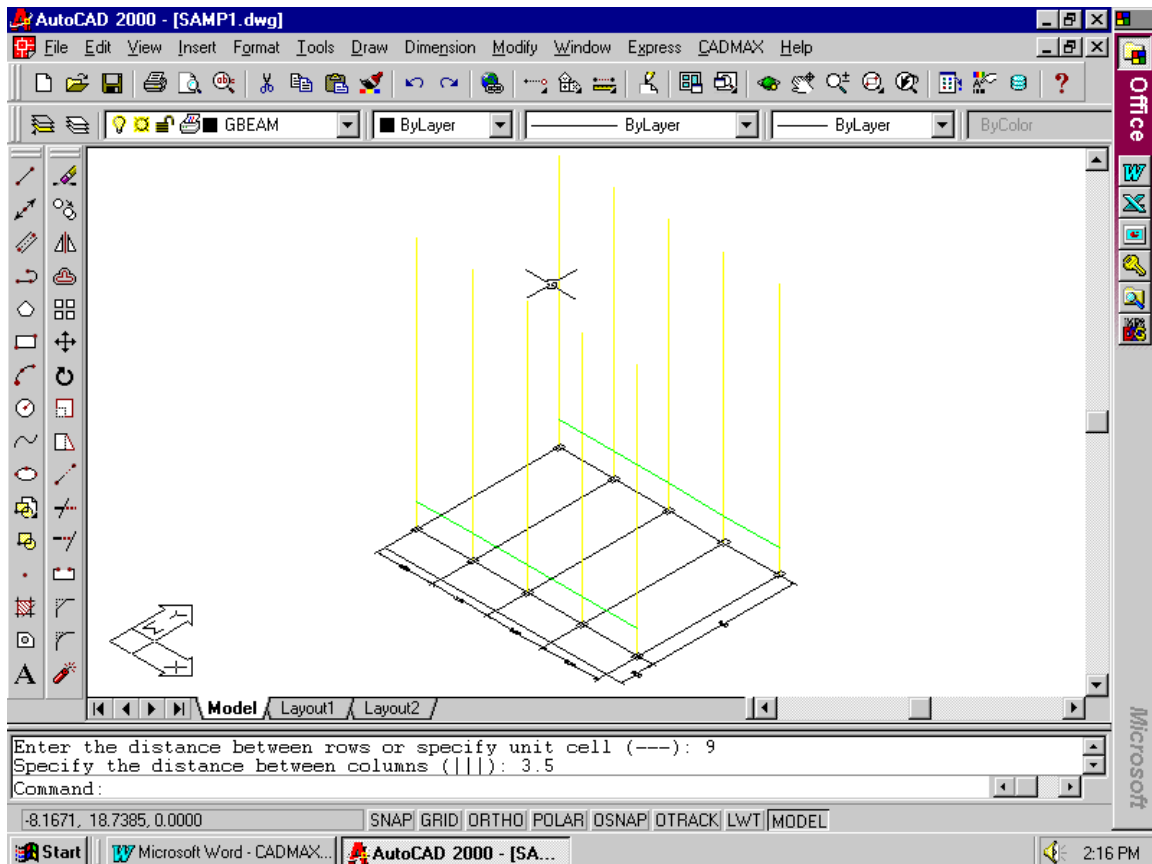 AutoCAD 2000 - [SAMP1.dwg]
File Edit View Insert Format Tools Draw Dimension Modify Window Express CADMAX Help
GBEAM ByLayer ByLayer ByLayer ByColor
Office
A
Model Layout1 Layout2
Enter the distance between rows or specify unit cell (---): 9
Specify the distance between columns (|||): 3.5
Command:
-8.1671, 18.7385, 0.0000 SNAP GRID ORTHO POLAR OSNAP OTRACK LWT MODEL
Microsoft
Start Microsoft Word - CADMAX... AutoCAD 2000 - [SA... 2:16 PM